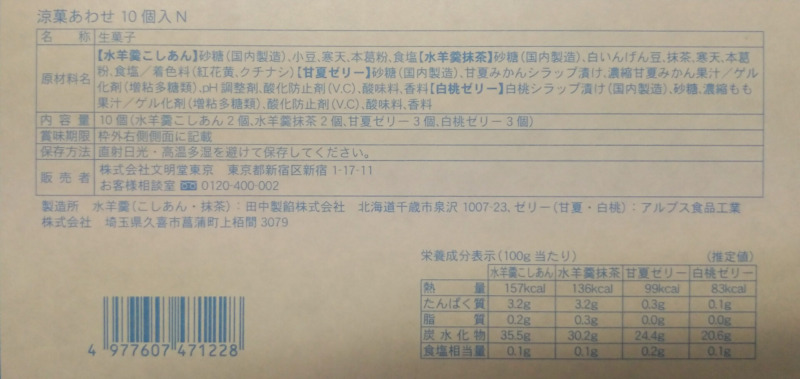 涼菓あわせ 10個入N
名 称 生菓子
原材料名 【水羊羹こしあん】砂糖(国内製造)、小豆、寒天、本葛粉、食塩【水羊羹抹茶】砂糖(国内製造)、白いんげん豆、抹茶、寒天、本葛
粉、食塩／着色料(紅花黄、クチナシ)【甘夏ゼリー】砂糖(国内製造)、甘夏みかんシラップ漬け、濃縮甘夏みかん果汁／ゲル
化剤(増粘多糖類)、pH調整剤、酸化防止剤(V.C)、酸味料、香料【白桃ゼリー】白桃シラップ漬け(国内製造)、砂糖、濃縮もも
果汁／ゲル化剤(増粘多糖類)、酸化防止剤(V.C)、酸味料、香料
内容量 10個(水羊羹こしあん2個、水羊羹抹茶2個、甘夏ゼリー3個、白桃ゼリー3個)
賞味期限 枠外右側側面に記載
保存方法 直射日光・高温多湿を避けて保存してください。
販売者 株式会社文明堂東京 東京都新宿区新宿1-17-11
お客様相談室 0120-400-002
製造所 水羊羹(こしあん・抹茶)：田中製餡株式会社 北海道千歳市泉沢1007-23、ゼリー(甘夏・白桃)：アルプス食品工業
株式会社 埼玉県久喜市菖蒲町上栢間3079
栄養成分表示(100g当たり) (推定値)
水羊羹こしあん 水羊羹抹茶 甘夏ゼリー 白桃ゼリー
熱量 157kcal 136kcal 99kcal 83kcal
たんぱく質 3.2g 3.2g 0.3g 0.1g
脂質 0.2g 0.3g 0.0g 0.0g
炭水化物 35.5g 30.2g 24.4g 20.6g
食塩相当量 0.1g 0.1g 0.2g 0.1g
4 977607 471228